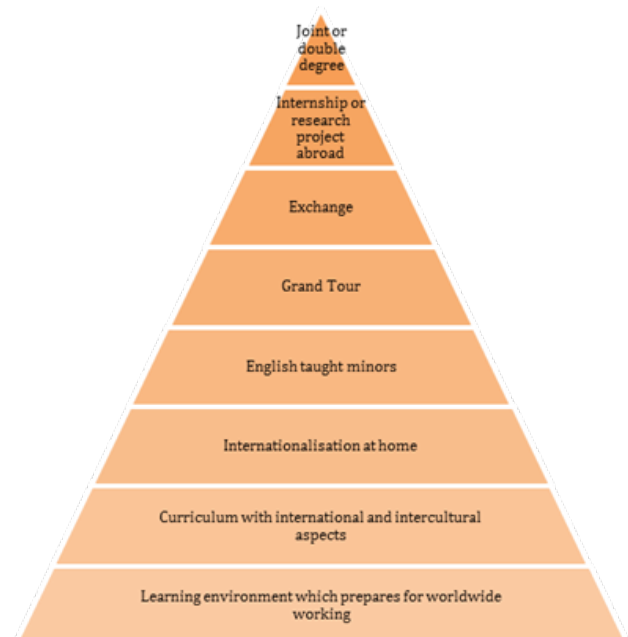 Joint or
double
degree
Internship or
research
project
abroad
Exchange
Grand Tour
English taught minors
Internationalisation at home
Curriculum with international and intercultural
aspects
Learning environment which prepares for worldwide
working